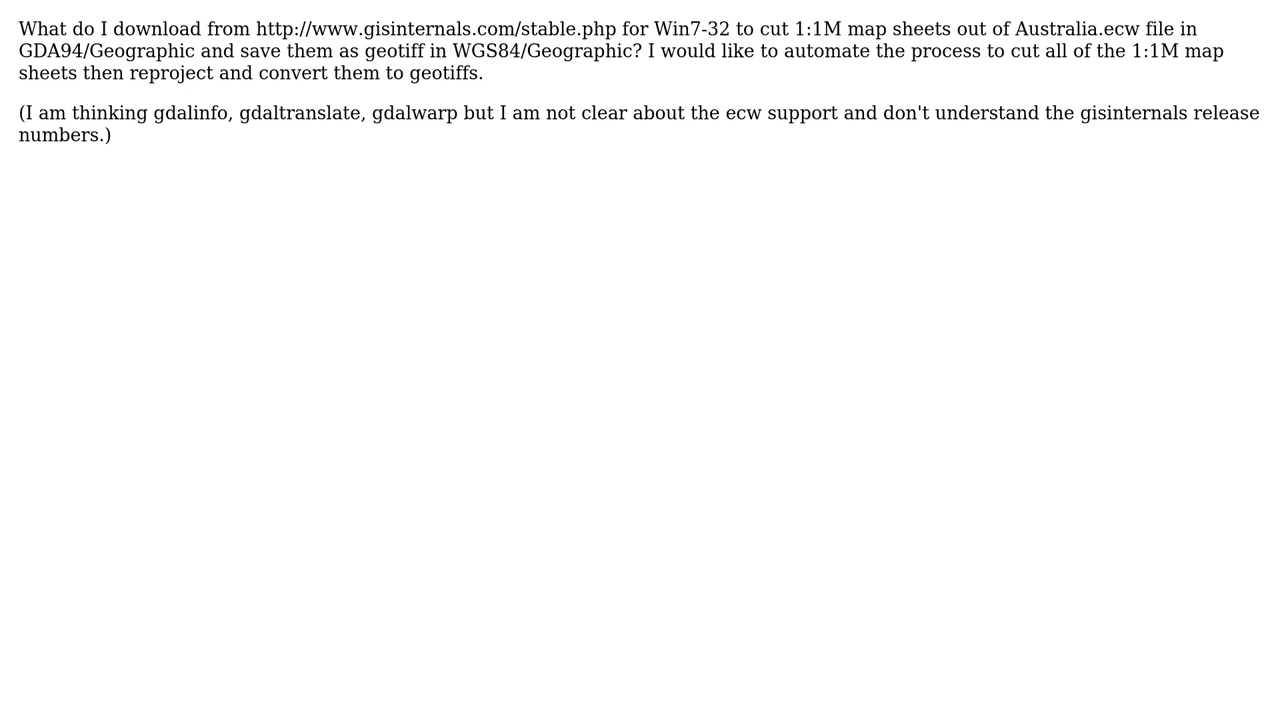 What do I download from http://www.gisinternals.com/stable.php for Win7-32 to cut 1:1M map sheets out of Australia.ecw file in
GDA94/Geographic and save them as geotiff in WGS84/Geographic? I would like to automate the process to cut all of the 1:1M map
sheets then reproject and convert them to geotiffs.
(I am thinking gdalinfo, gdaltranslate, gdalwarp but I am not clear about the ecw support and don't understand the gisinternals release
numbers.)